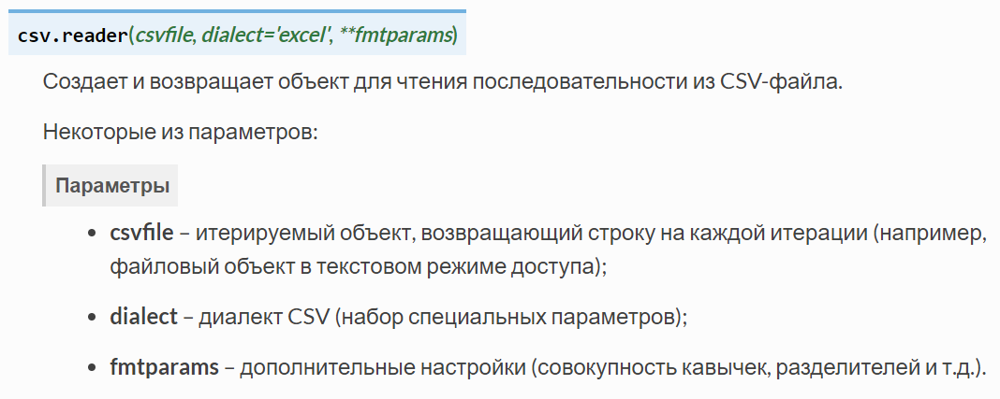 csv.reader(csvfile, dialect='excel', **fmtparams)
Создает и возвращает объект для чтения последовательности из CSV-файла.
Некоторые из параметров:
Параметры
• csvfile – итерируемый объект, возвращающий строку на каждой итерации (например,
файловый объект в текстовом режиме доступа);
• dialect – диалект CSV (набор специальных параметров);
• fmtparams – дополнительные настройки (совокупность кавычек, разделителей и т.д.).